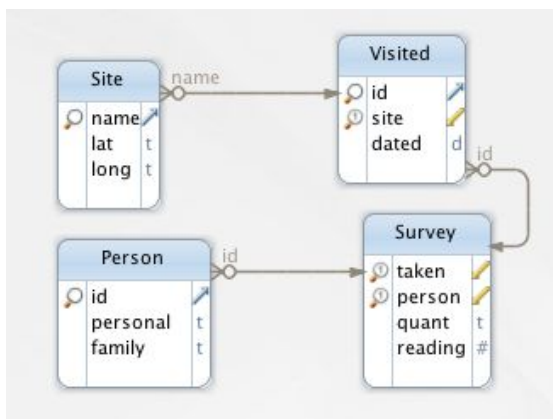 Site
name
name
lat t
long t
Visited
id
site
dated d
id
Person
id
id
personal t
family t
Survey
taken
person
quant t
reading #